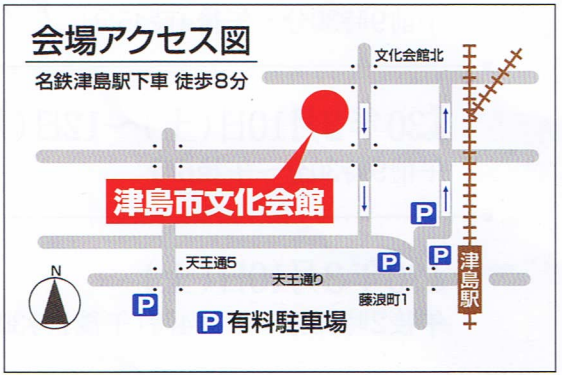 会場アクセス図
名鉄津島駅下車 徒歩8分
文化会館北
津島市文化会館
P
P
P
津島駅
天王通5
天王通り
N
P
藤浪町1
P 有料駐車場